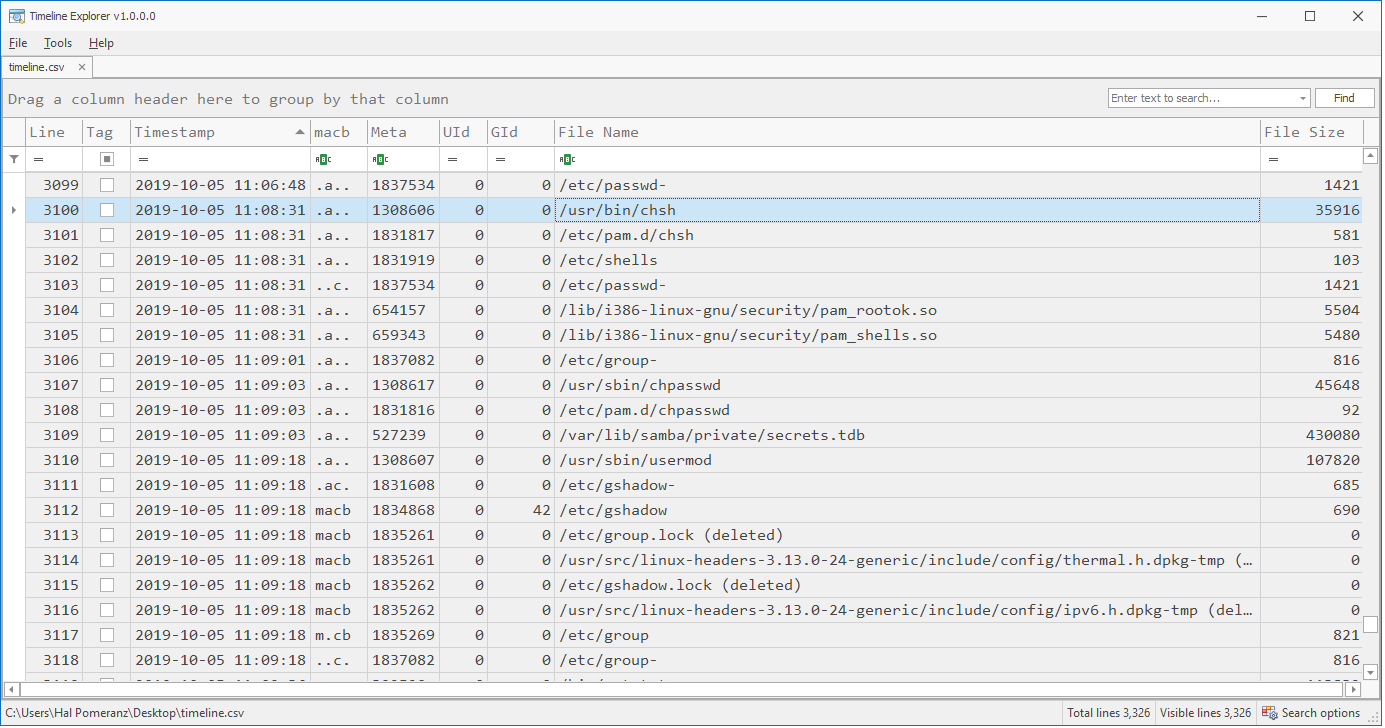 Timeline Explorer v1.0.0.0
File Tools Help
timeline.csv
Drag a column header here to group by that column
Enter text to search... Find
Line Tag Timestamp macb Meta UId GId File Name File Size
= = ABC ABC = = ABC =
3099 2019-10-05 11:06:48 .a.. 1837534 0 0 /etc/passwd- 1421
3100 2019-10-05 11:08:31 .a.. 1308606 0 0 /usr/bin/chsh 35916
3101 2019-10-05 11:08:31 .a.. 1831817 0 0 /etc/pam.d/chsh 581
3102 2019-10-05 11:08:31 .a.. 1831919 0 0 /etc/shells 103
3103 2019-10-05 11:08:31 ..c. 1837534 0 0 /etc/passwd- 1421
3104 2019-10-05 11:08:31 .a.. 654157 0 0 /lib/i386-linux-gnu/security/pam_rootok.so 5504
3105 2019-10-05 11:08:31 .a.. 659343 0 0 /lib/i386-linux-gnu/security/pam_shells.so 5480
3106 2019-10-05 11:09:01 .a.. 1837082 0 0 /etc/group- 816
3107 2019-10-05 11:09:03 .a.. 1308617 0 0 /usr/sbin/chpasswd 45648
3108 2019-10-05 11:09:03 .a.. 1831816 0 0 /etc/pam.d/chpasswd 92
3109 2019-10-05 11:09:03 .a.. 527239 0 0 /var/lib/samba/private/secrets.tdb 430080
3110 2019-10-05 11:09:18 .a.. 1308607 0 0 /usr/sbin/usermod 107820
3111 2019-10-05 11:09:18 .ac. 1831608 0 0 /etc/gshadow- 685
3112 2019-10-05 11:09:18 macb 1834868 0 42 /etc/gshadow 690
3113 2019-10-05 11:09:18 macb 1835261 0 0 /etc/group.lock (deleted) 0
3114 2019-10-05 11:09:18 macb 1835261 0 0 /usr/src/linux-headers-3.13.0-24-generic/include/config/thermal.h.dpkg-tmp (… 0
3115 2019-10-05 11:09:18 macb 1835262 0 0 /etc/gshadow.lock (deleted) 0
3116 2019-10-05 11:09:18 macb 1835262 0 0 /usr/src/linux-headers-3.13.0-24-generic/include/config/ipv6.h.dpkg-tmp (del… 0
3117 2019-10-05 11:09:18 m.cb 1835269 0 0 /etc/group 821
3118 2019-10-05 11:09:18 ..c. 1837082 0 0 /etc/group- 816
C:\Users\Hal Pomeranz\Desktop\timeline.csv Total lines 3,326 Visible lines 3,326 Search options